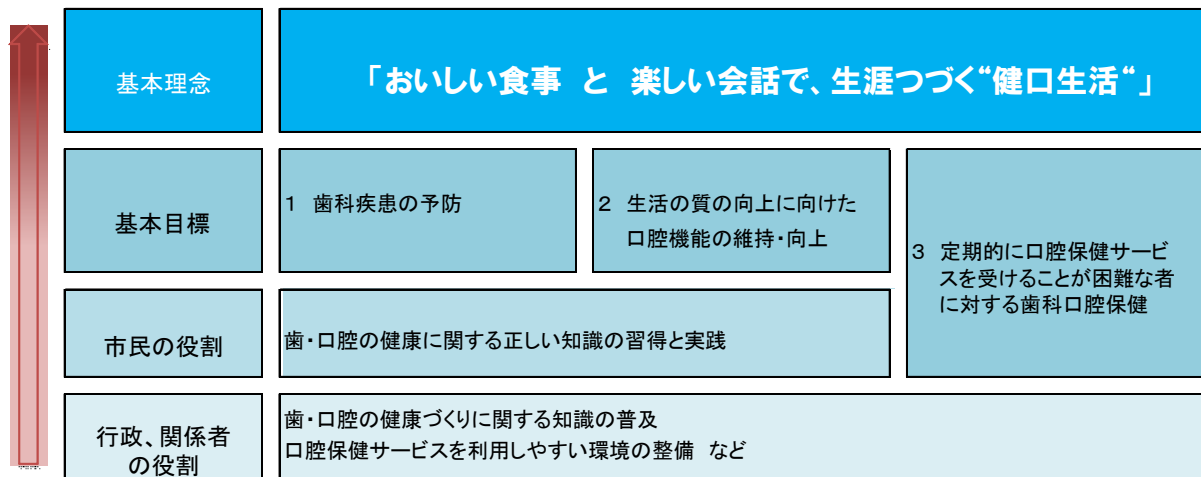 基本理念
「おいしい食事 と 楽しい会話で、生涯つづく“健口生活“」
基本目標
1 歯科疾患の予防
2 生活の質の向上に向けた
口腔機能の維持・向上
3 定期的に口腔保健サービ
スを受けることが困難な者
に対する歯科口腔保健
市民の役割
歯・口腔の健康に関する正しい知識の習得と実践
行政、関係者
の役割
歯・口腔の健康づくりに関する知識の普及
口腔保健サービスを利用しやすい環境の整備 など